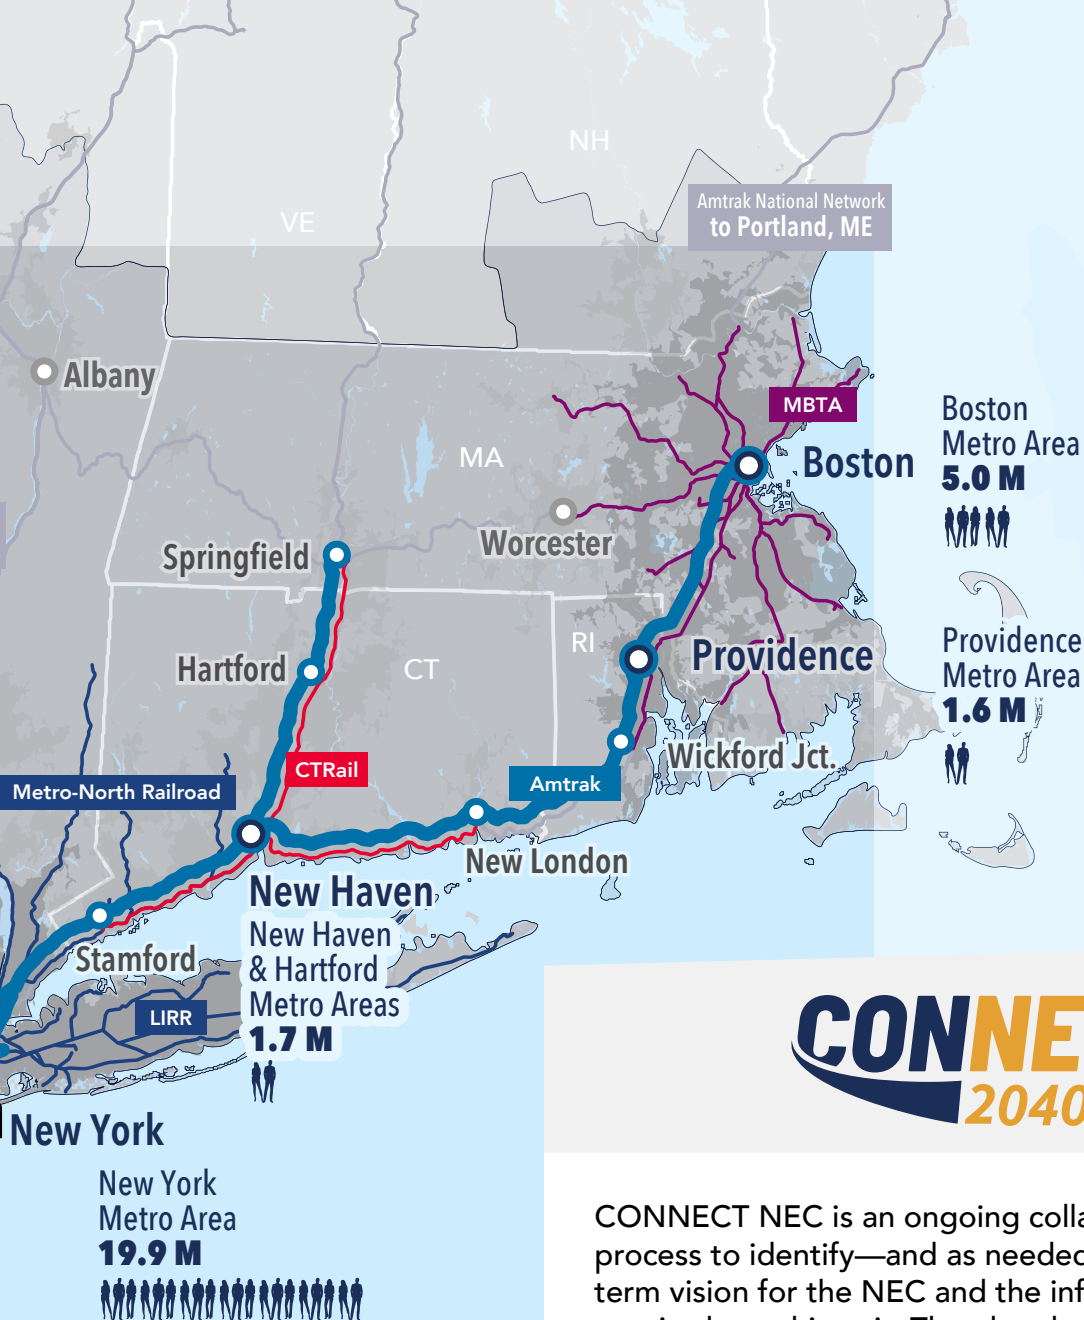 NH
VE
Amtrak National Network
to Portland, ME
Albany
MBTA
Boston
Metro Area
5.0 M
MA
Boston
Worcester
Springfield
RI
Providence
Metro Area
1.6 M
Hartford
CT
Providence
Wickford Jct.
CTRail
Amtrak
Metro-North Railroad
New London
New Haven
New Haven
& Hartford
Metro Areas
1.7 M
Stamford
LIRR
New York
New York
Metro Area
19.9 M
CONNE
2040
CONNECT NEC is an ongoing colla
process to identify—and as needed
term vision for the NEC and the inf